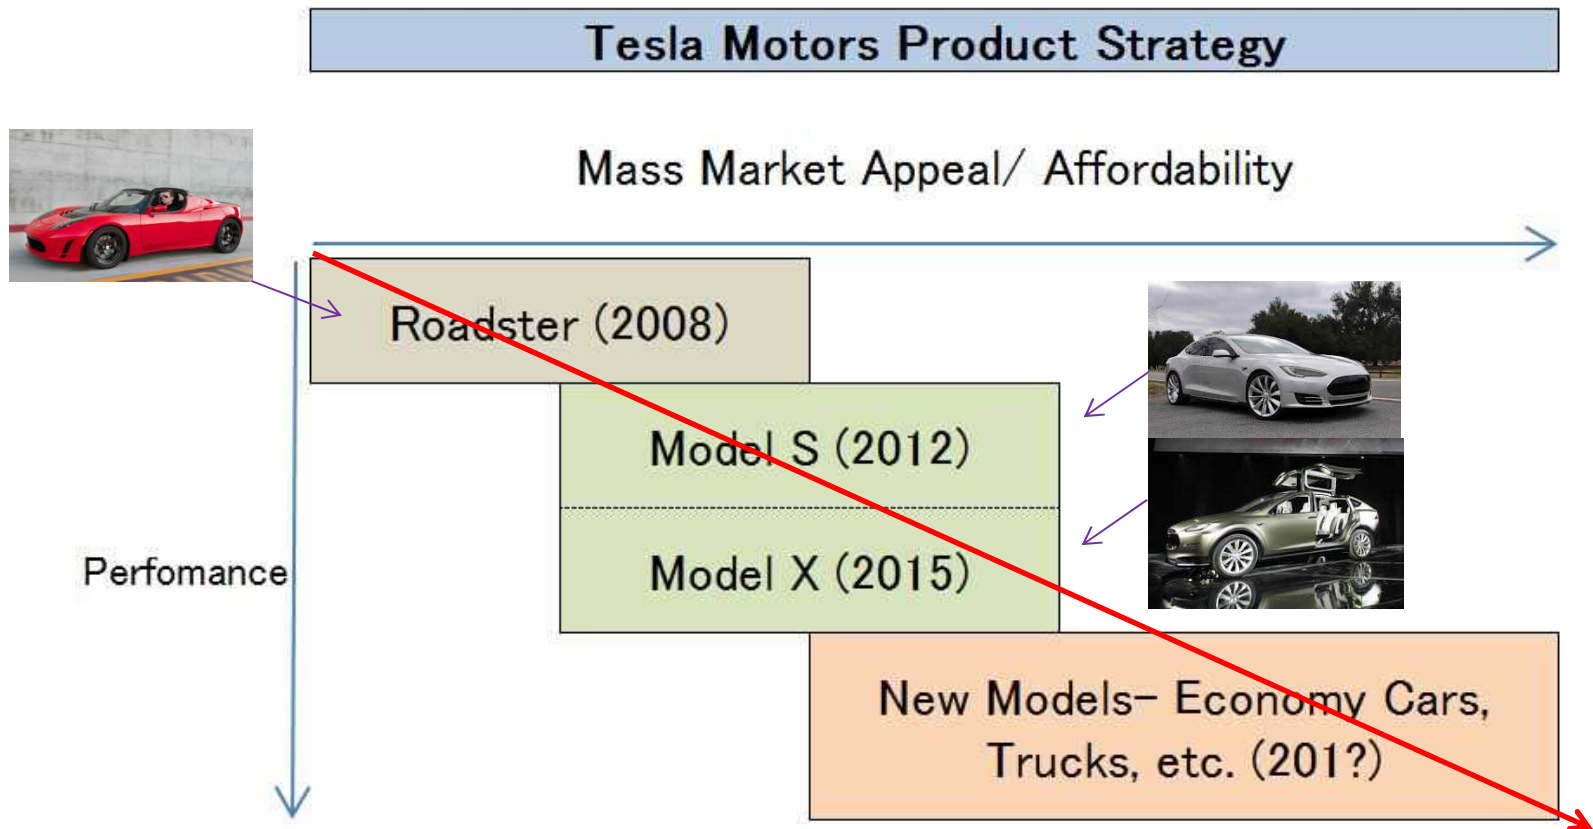 Tesla Motors Product Strategy
Mass Market Appeal/ Affordability
Roadster (2008)
Model S (2012)
Perfomance
Model X (2015)
New Models- Economy Cars,
Trucks, etc. (201?)